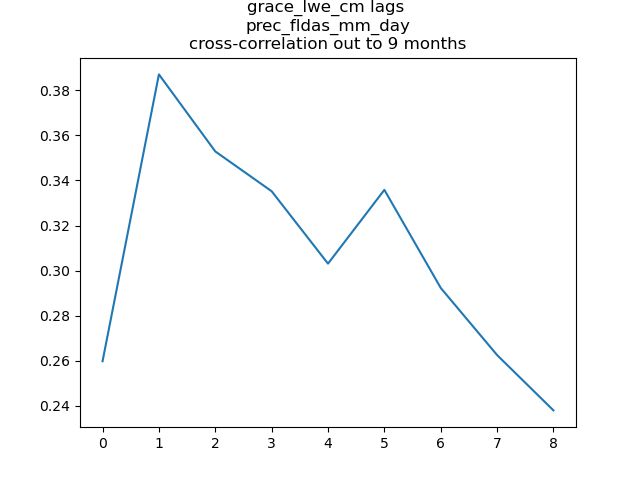 grace_lwe_cm lags
prec_fldas_mm_day
cross-correlation out to 9 months
0.38
0.36
0.34
0.32
0.30
0.28
0.26
0.24
0 1 2 3 4 5 6 7 8